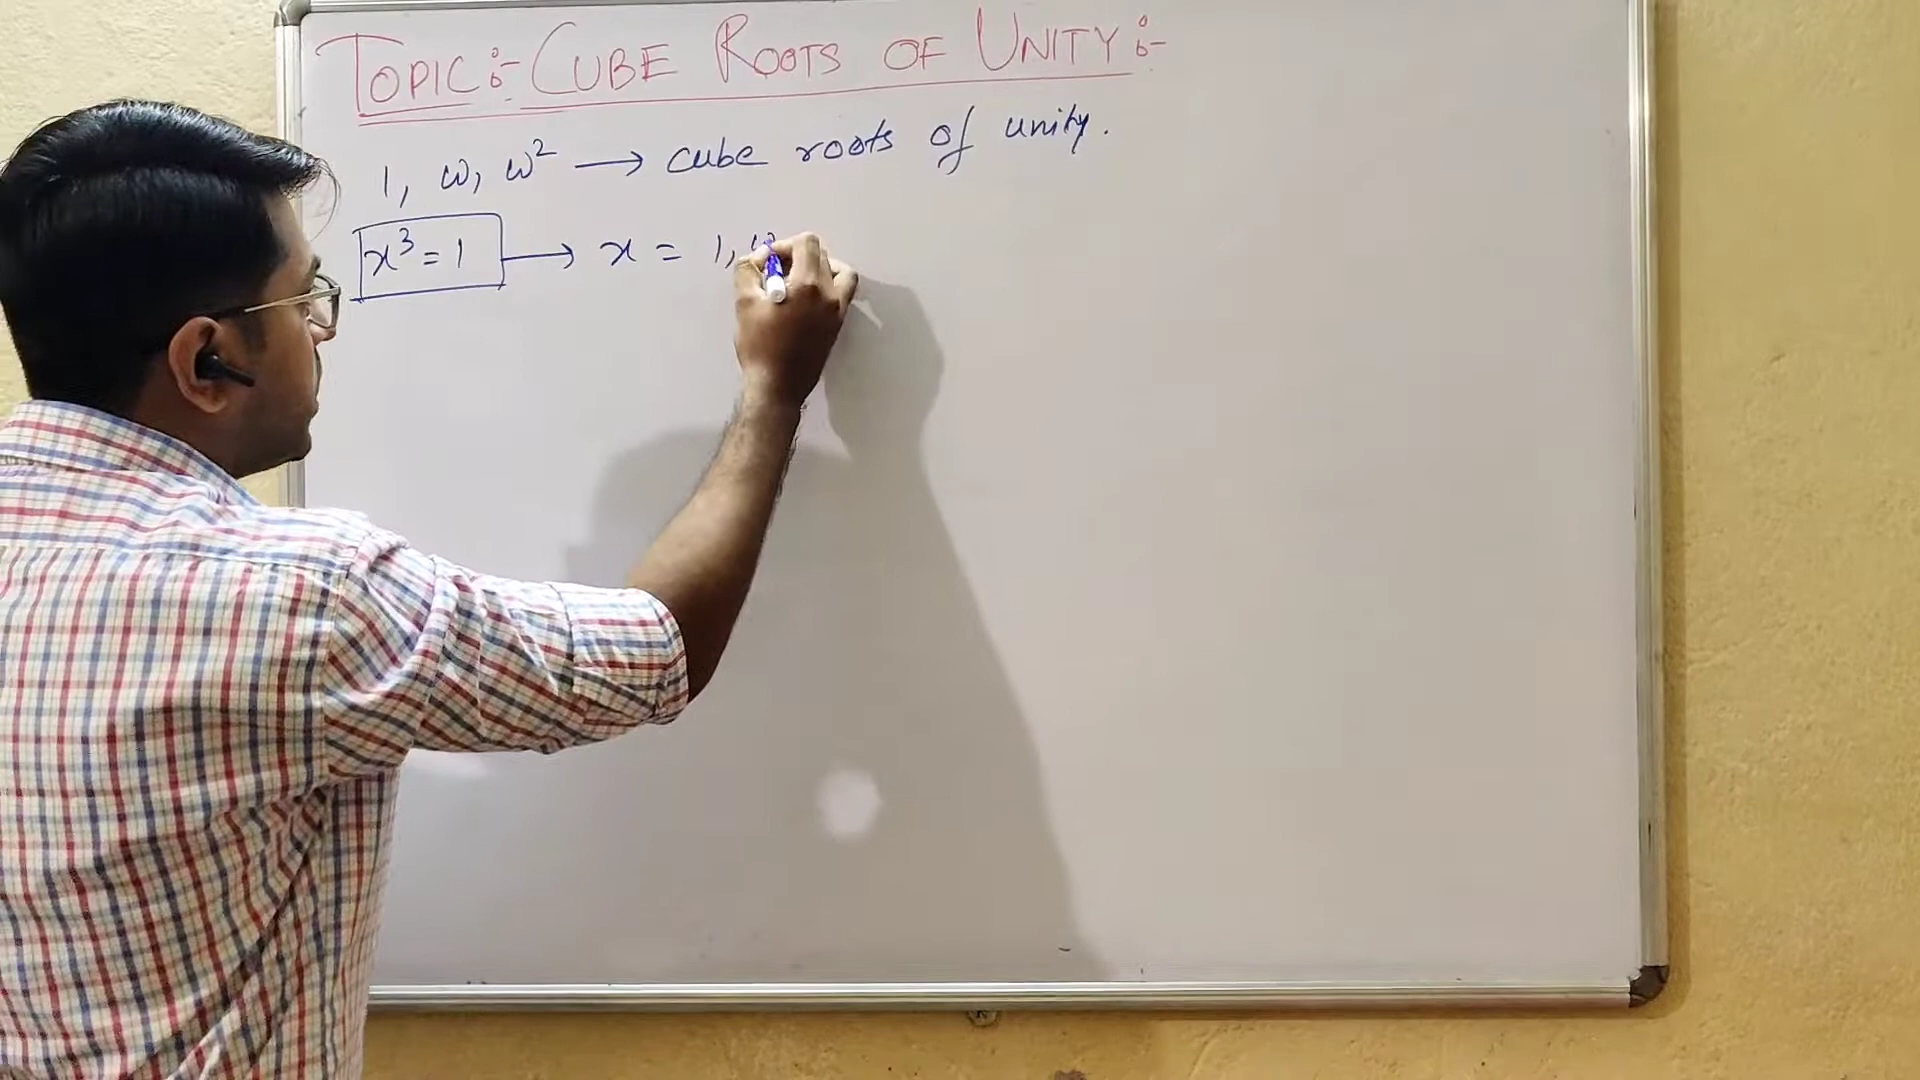 TOPIC:- CUBE ROOTS OF UNITY:-
1, ω, ω² → cube roots of unity.
x³ = 1 → x = 1, ω